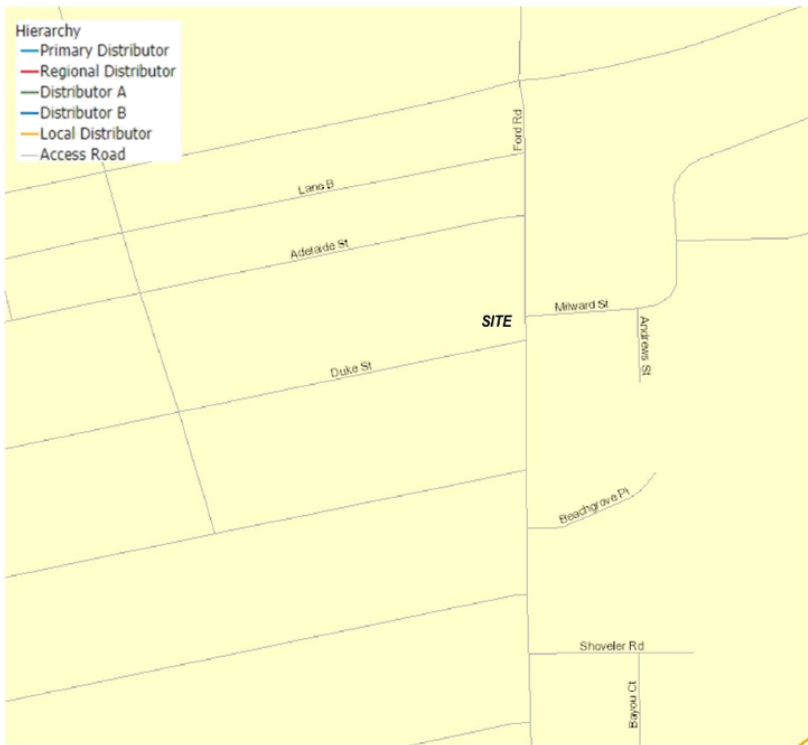 Hierarchy
Primary Distributor
Regional Distributor
Distributor A
Distributor B
Local Distributor
Access Road
Ford Rd
Lane B
Adelaide St
Milward St
SITE
Andrews St
Duke St
Beachgrove Pl
Shoveler Rd
Bayou Ct